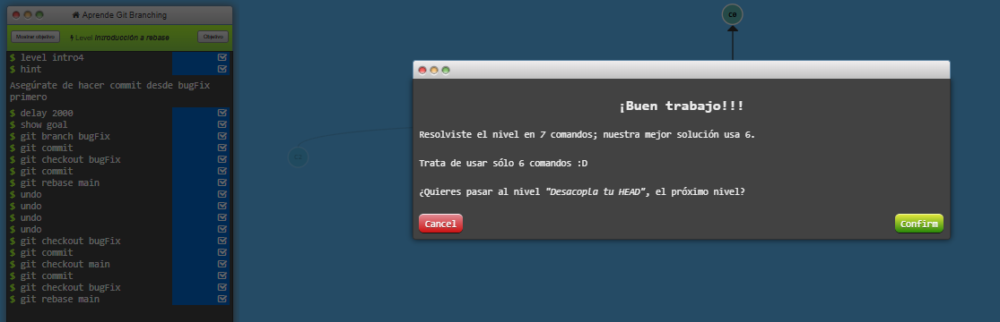 Aprende Git Branching
Mostrar objetivo
Level Introducción a rebase
Objetivo
$ level intro4
$ hint
Asegúrate de hacer commit desde bugFix
primero
$ delay 2000
$ show goal
$ git branch bugFix
$ git commit
$ git checkout bugFix
$ git commit
$ git rebase main
$ undo
$ undo
$ undo
$ undo
$ git checkout bugFix
$ git commit
$ git checkout main
$ git commit
$ git checkout bugFix
$ git rebase main
C0
¡Buen trabajo!!!
Resolviste el nivel en 7 comandos; nuestra mejor solución usa 6.
Trata de usar sólo 6 comandos :D
¿Quieres pasar al nivel "Desacopla tu HEAD", el próximo nivel?
Cancel
Confirm